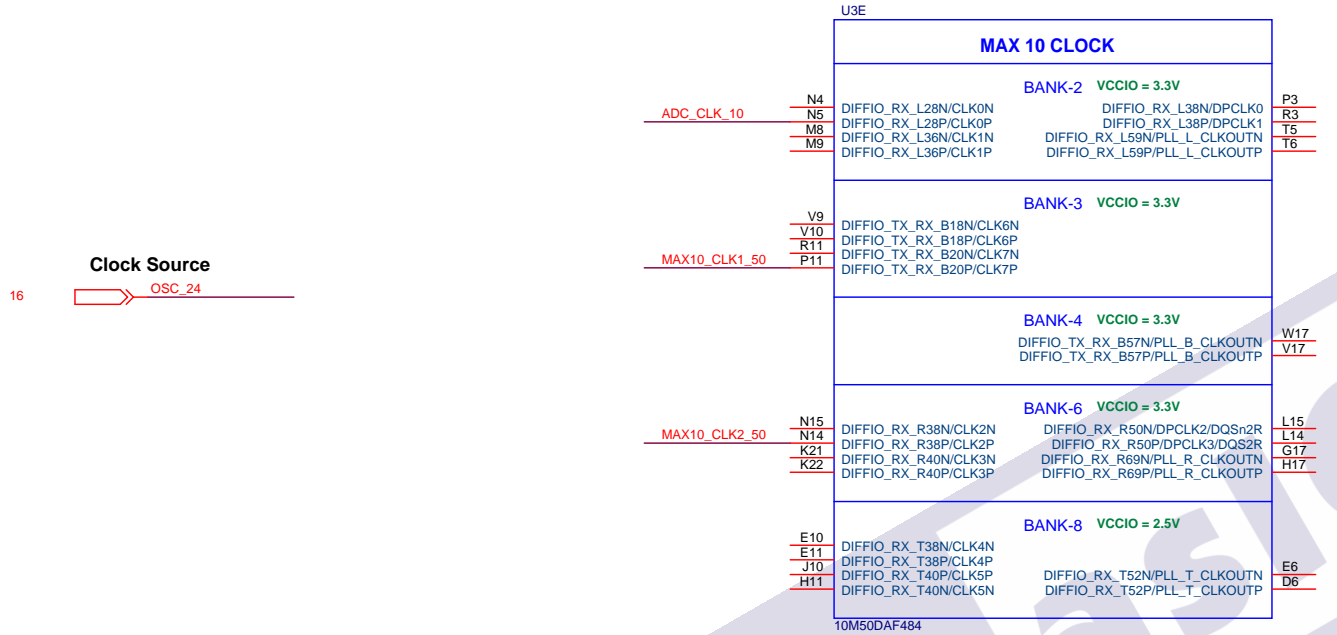 U3E
MAX 10 CLOCK
BANK-2 VCCIO = 3.3V
ADC_CLK_10
N4 DIFFIO_RX_L28N/CLK0N DIFFIO_RX_L38N/DPCLK0 P3
N5 DIFFIO_RX_L28P/CLK0P DIFFIO_RX_L38P/DPCLK1 R3
M8 DIFFIO_RX_L36N/CLK1N DIFFIO_RX_L59N/PLL_L_CLKOUTN T5
M9 DIFFIO_RX_L36P/CLK1P DIFFIO_RX_L59P/PLL_L_CLKOUTP T6
BANK-3 VCCIO = 3.3V
V9 DIFFIO_TX_RX_B18N/CLK6N
V10 DIFFIO_TX_RX_B18P/CLK6P
R11 DIFFIO_TX_RX_B20N/CLK7N
MAX10_CLK1_50 P11 DIFFIO_TX_RX_B20P/CLK7P
Clock Source
16 OSC_24
BANK-4 VCCIO = 3.3V
DIFFIO_TX_RX_B57N/PLL_B_CLKOUTN W17
DIFFIO_TX_RX_B57P/PLL_B_CLKOUTP V17
BANK-6 VCCIO = 3.3V
N15 DIFFIO_RX_R38N/CLK2N DIFFIO_RX_R50N/DPCLK2/DQSn2R L15
MAX10_CLK2_50 N14 DIFFIO_RX_R38P/CLK2P DIFFIO_RX_R50P/DPCLK3/DQS2R L14
K21 DIFFIO_RX_R40N/CLK3N DIFFIO_RX_R69N/PLL_R_CLKOUTN G17
K22 DIFFIO_RX_R40P/CLK3P DIFFIO_RX_R69P/PLL_R_CLKOUTP H17
BANK-8 VCCIO = 2.5V
E10 DIFFIO_RX_T38N/CLK4N
E11 DIFFIO_RX_T38P/CLK4P
J10 DIFFIO_RX_T40P/CLK5P DIFFIO_RX_T52N/PLL_T_CLKOUTN E6
H11 DIFFIO_RX_T40N/CLK5N DIFFIO_RX_T52P/PLL_T_CLKOUTP D6
10M50DAF484